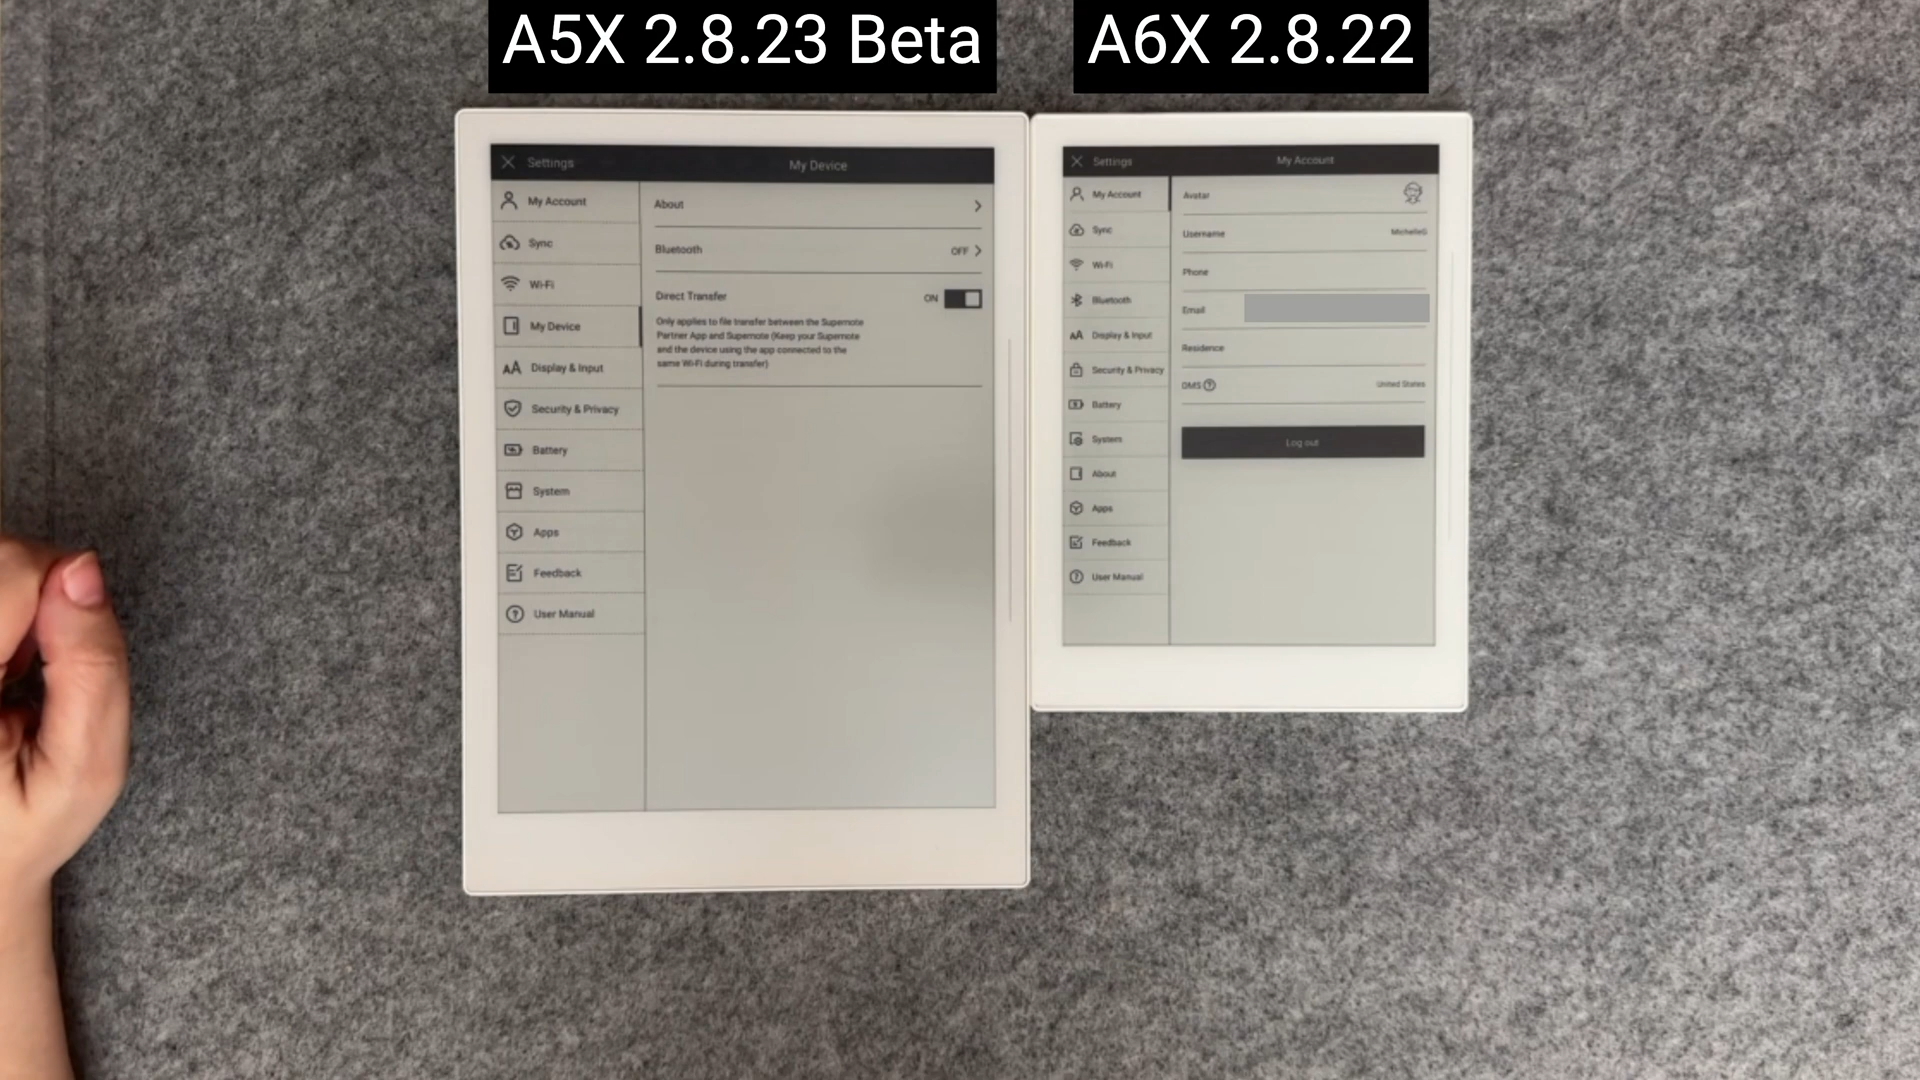 A5X 2.8.23 Beta
A6X 2.8.22
Settings
My Device
My Account
Sync
Wi-Fi
My Device
Display & Input
Security & Privacy
Battery
System
Apps
Feedback
User Manual
About
Bluetooth
OFF
Direct Transfer
ON
Only applies to file transfer between the Supernote
Partner App and Supernote (Keep your Supernote
and the device using the app connected to the
same Wi-Fi during transfer)
Settings
My Account
My Account
Sync
Wi-Fi
Bluetooth
Display & Input
Security & Privacy
Battery
System
About
Apps
Feedback
User Manual
Avatar
Username
MichelleG
Phone
Email
Residence
DMS
United States
Log out